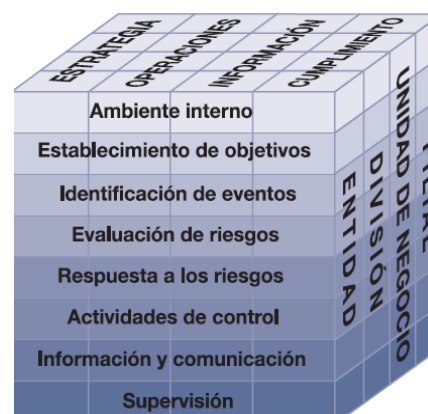 ESTRATEGIA
OPERACIONES
INFORMACIÓN
CUMPLIMIENTO
Ambiente interno
Establecimiento de objetivos
Identificación de eventos
Evaluación de riesgos
Respuesta a los riesgos
Actividades de control
Información y comunicación
Supervisión
ENTIDAD
DIVISIÓN
UNIDAD DE NEGOCIO
FILIAL